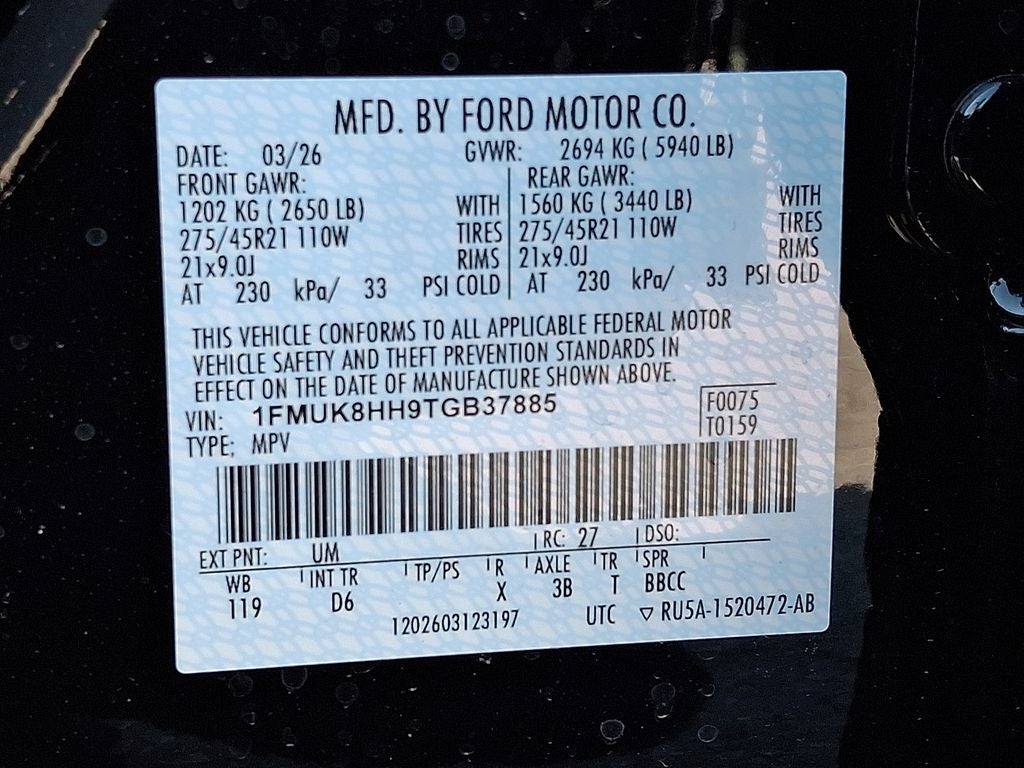 MFD. BY FORD MOTOR CO.
DATE: 03/26 GVWR: 2694 KG ( 5940 LB)
FRONT GAWR: REAR GAWR:
1202 KG ( 2650 LB) WITH 1560 KG ( 3440 LB) WITH
275/45R21 110W TIRES 275/45R21 110W TIRES
21x9.0J RIMS 21x9.0J RIMS
AT 230 kPa/ 33 PSI COLD AT 230 kPa/ 33 PSI COLD
THIS VEHICLE CONFORMS TO ALL APPLICABLE FEDERAL MOTOR
VEHICLE SAFETY AND THEFT PREVENTION STANDARDS IN
EFFECT ON THE DATE OF MANUFACTURE SHOWN ABOVE.
VIN: 1FMUK8HH9TGB37885 F0075
TYPE: MPV T0159
EXT PNT: UM RC: 27 DSO:
WB INT TR TP/PS R AXLE TR SPR
119 D6 X 3B T BBCC
1202603123197 UTC ▽ RU5A-1520472-AB